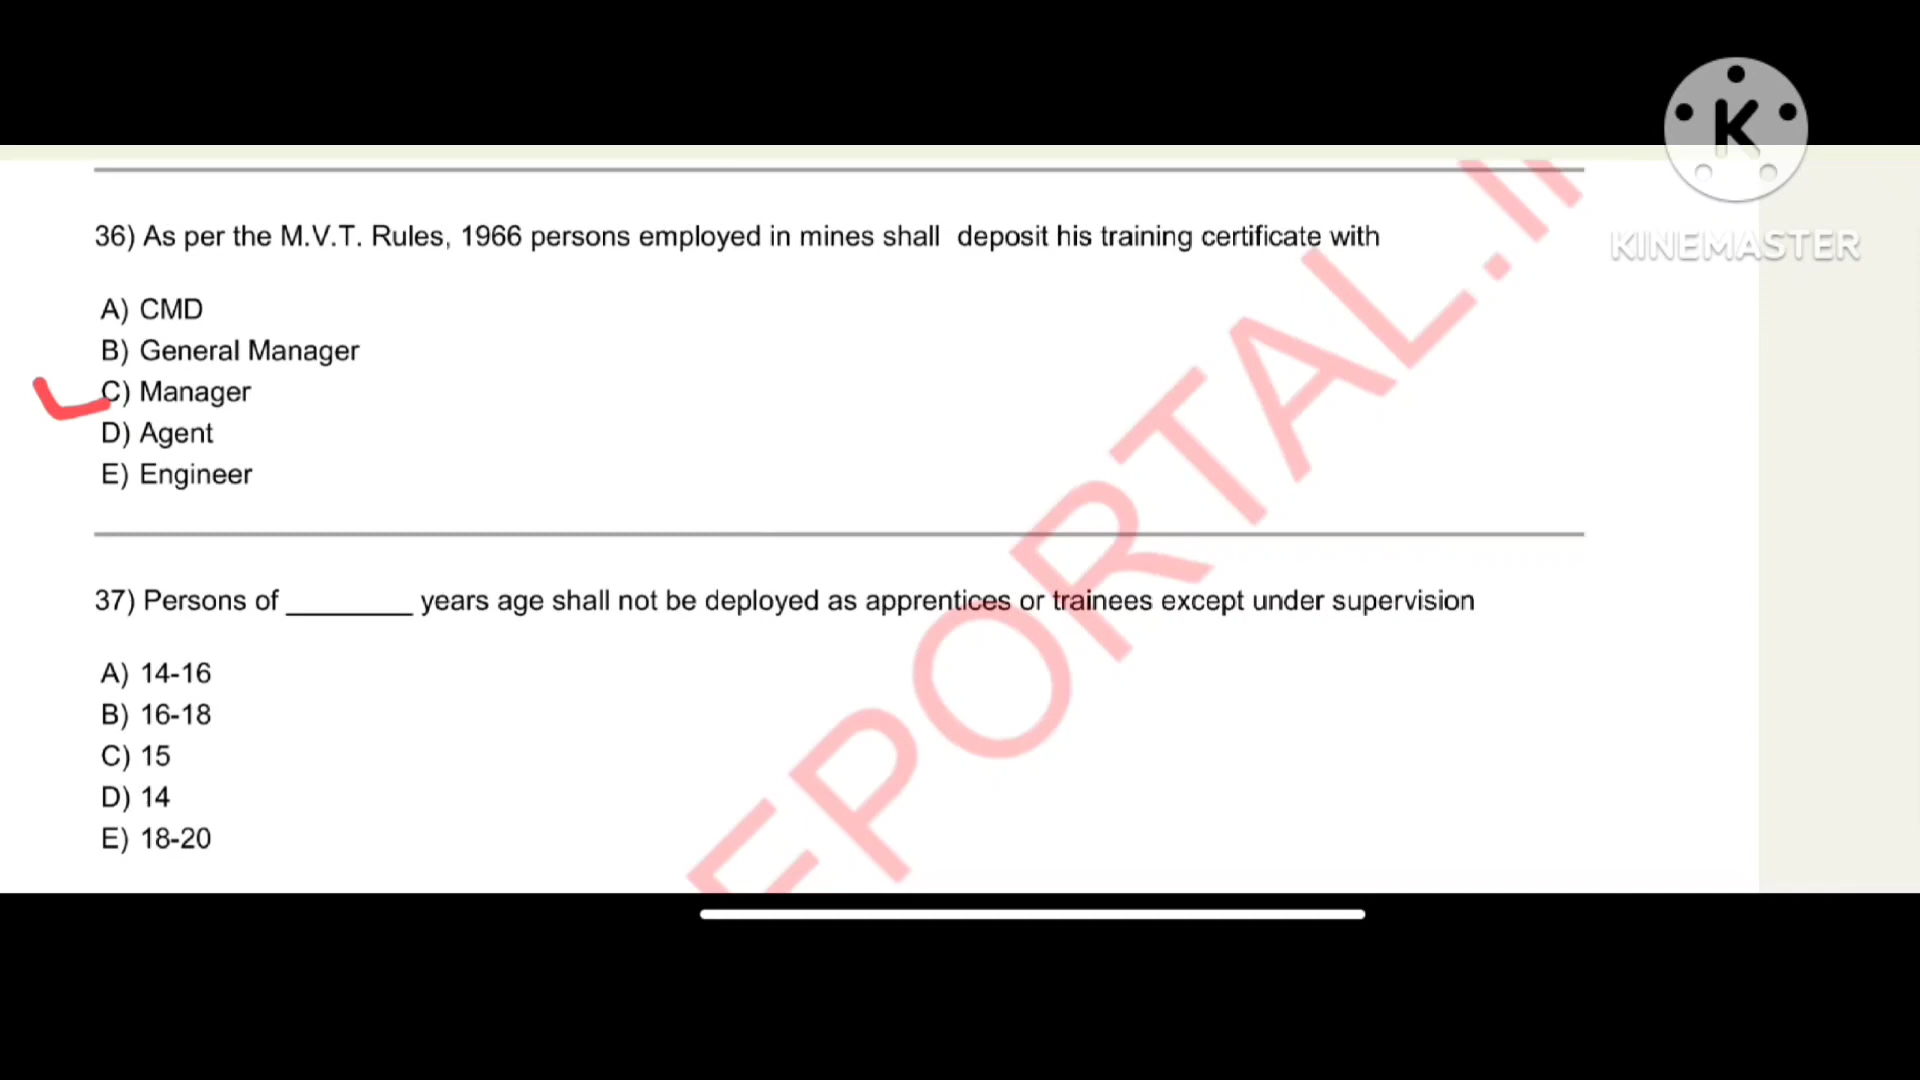 K
KINEMASTER
36) As per the M.V.T. Rules, 1966 persons employed in mines shall  deposit his training certificate with
A) CMD
B) General Manager
C) Manager
D) Agent
E) Engineer
37) Persons of ________ years age shall not be deployed as apprentices or trainees except under supervision
A) 14-16
B) 16-18
C) 15
D) 14
E) 18-20
EPORTAL.I